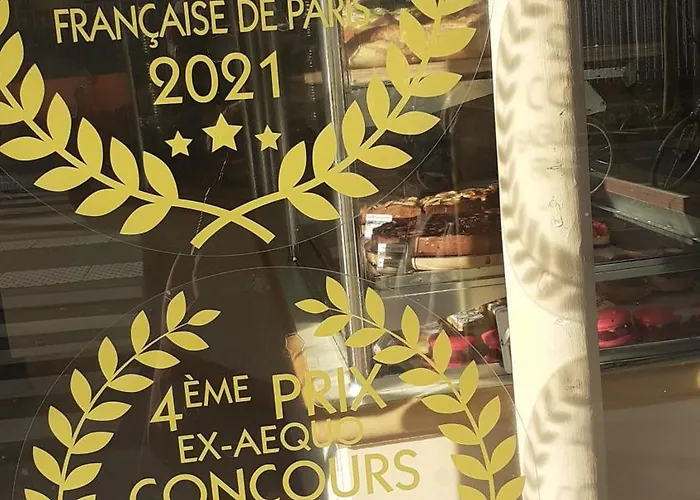 FRANÇAISE DE PARIS
2021
4ÈME PRIX
EX-AEQUO
CONCOURS